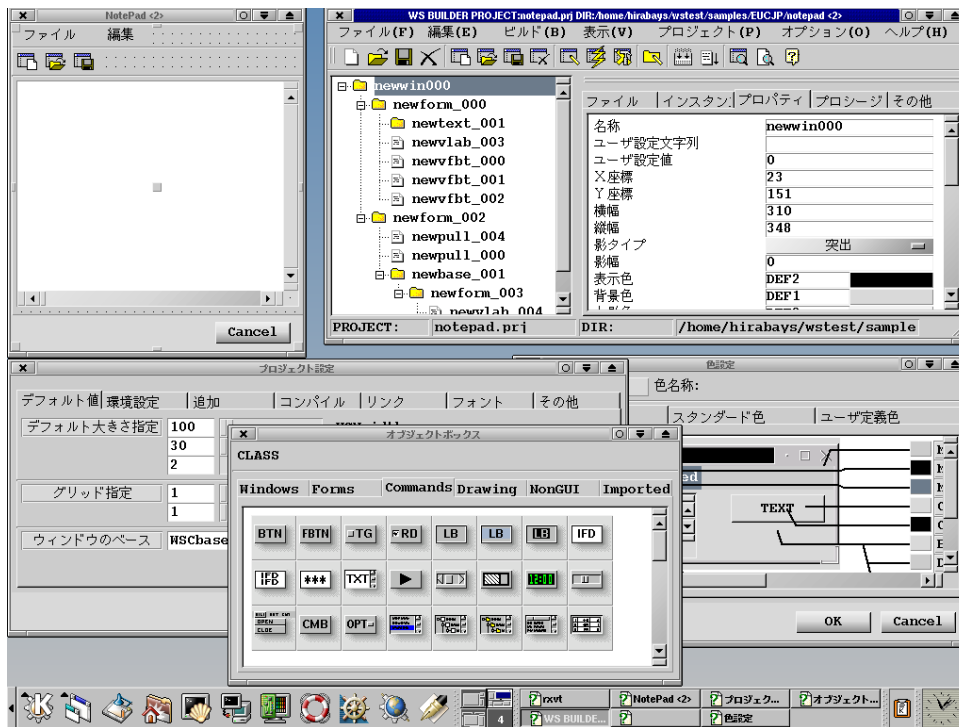 NotePad <2>
ファイル 編集
Cancel
WS BUILDER PROJECT:notepad.prj DIR:/home/hirabays/wstest/samples/EUCJP/notepad <2>
ファイル(F) 編集(E) ビルド(B) 表示(V) プロジェクト(P) オプション(O) ヘルプ(H)
newwin000
newform_000
newtext_001
newvlab_003
newvfbt_000
newvfbt_001
newvfbt_002
newform_002
newpull_004
newpull_000
newbase_001
newform_003
newvlab_004
ファイル インスタン プロパティ プロシージ その他
名称 newwin000
ユーザ設定文字列
ユーザ設定値 0
X座標 23
Y座標 151
横幅 310
縦幅 348
影タイプ 突出
影幅 0
表示色 DEF2
背景色 DEF1
PROJECT: notepad.prj DIR: /home/hirabays/wstest/sample
プロジェクト設定
デフォルト値 環境設定 追加 コンパイル リンク フォント その他
デフォルト大きさ指定 100
30
2
グリッド指定 1
1
ウィンドウのベース WSCbase
色設定
色名称:
スタンダード色 ユーザ定義色
ed
TEXT
OK Cancel
オブジェクトボックス
CLASS
Windows Forms Commands Drawing NonGUI Imported
BTN FBTN TG RD LB LB LB IFD
IFD *** TXT 12:00
CMB OPT
4
rxvt NotePad <2> プロジェク... オブジェクト...
WS BUILDE... ? 色設定